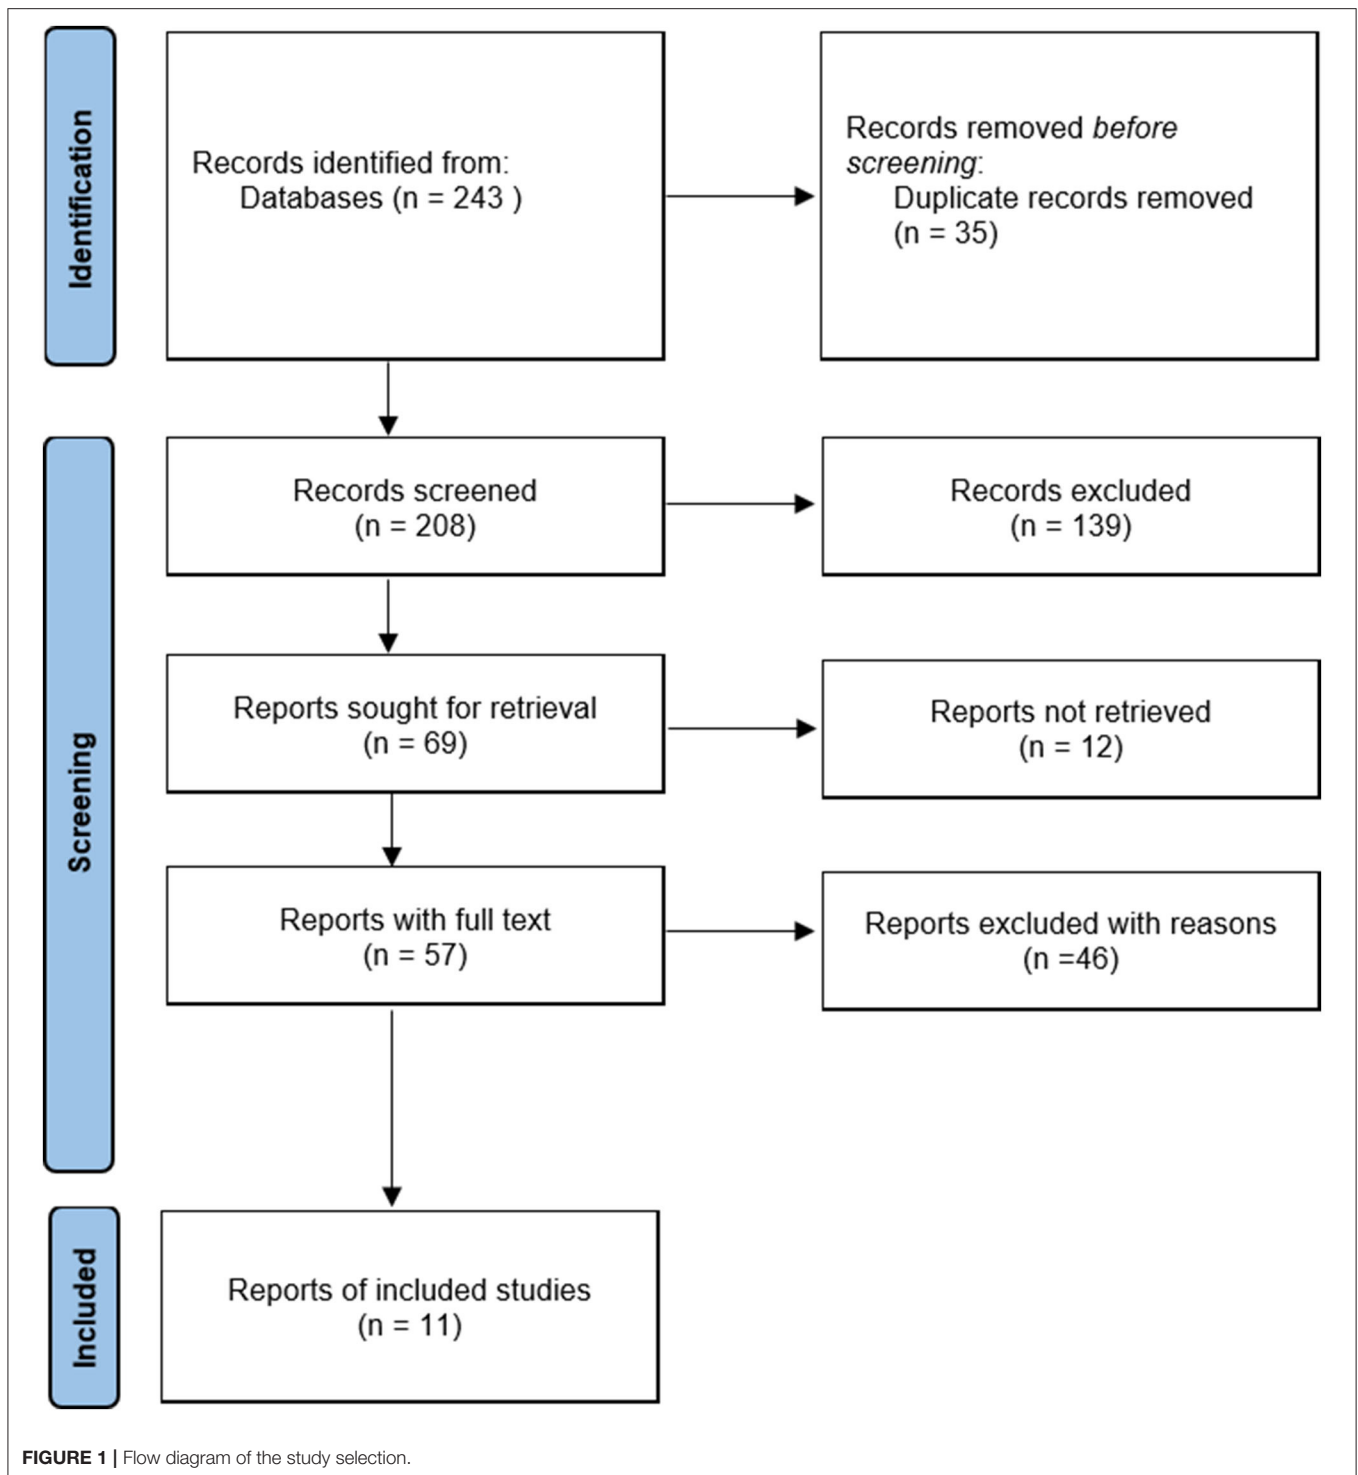 Identification
Records identified from:
Databases (n = 243 )
Records removed before
screening:
Duplicate records removed
(n = 35)
Screening
Records screened
(n = 208)
Records excluded
(n = 139)
Reports sought for retrieval
(n = 69)
Reports not retrieved
(n = 12)
Reports with full text
(n = 57)
Reports excluded with reasons
(n =46)
Included
Reports of included studies
(n = 11)
FIGURE 1 | Flow diagram of the study selection.